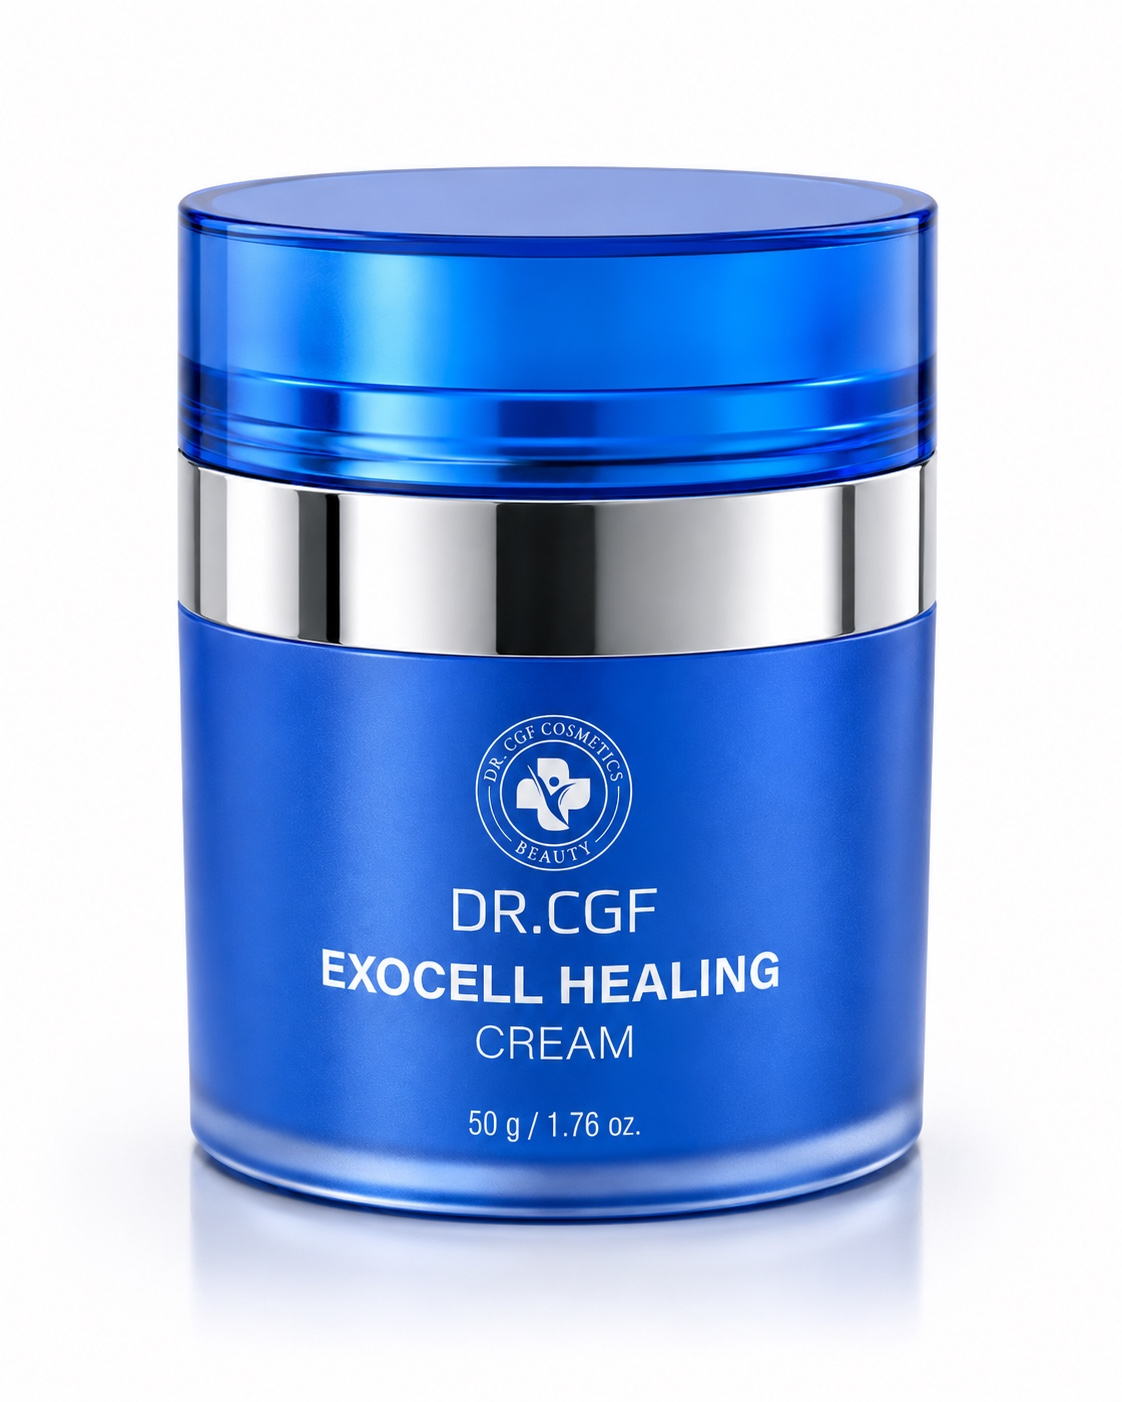 DR. CGF COSMETICS
BEAUTY
DR.CGF
EXOCELL HEALING
CREAM
50 g / 1.76 oz.